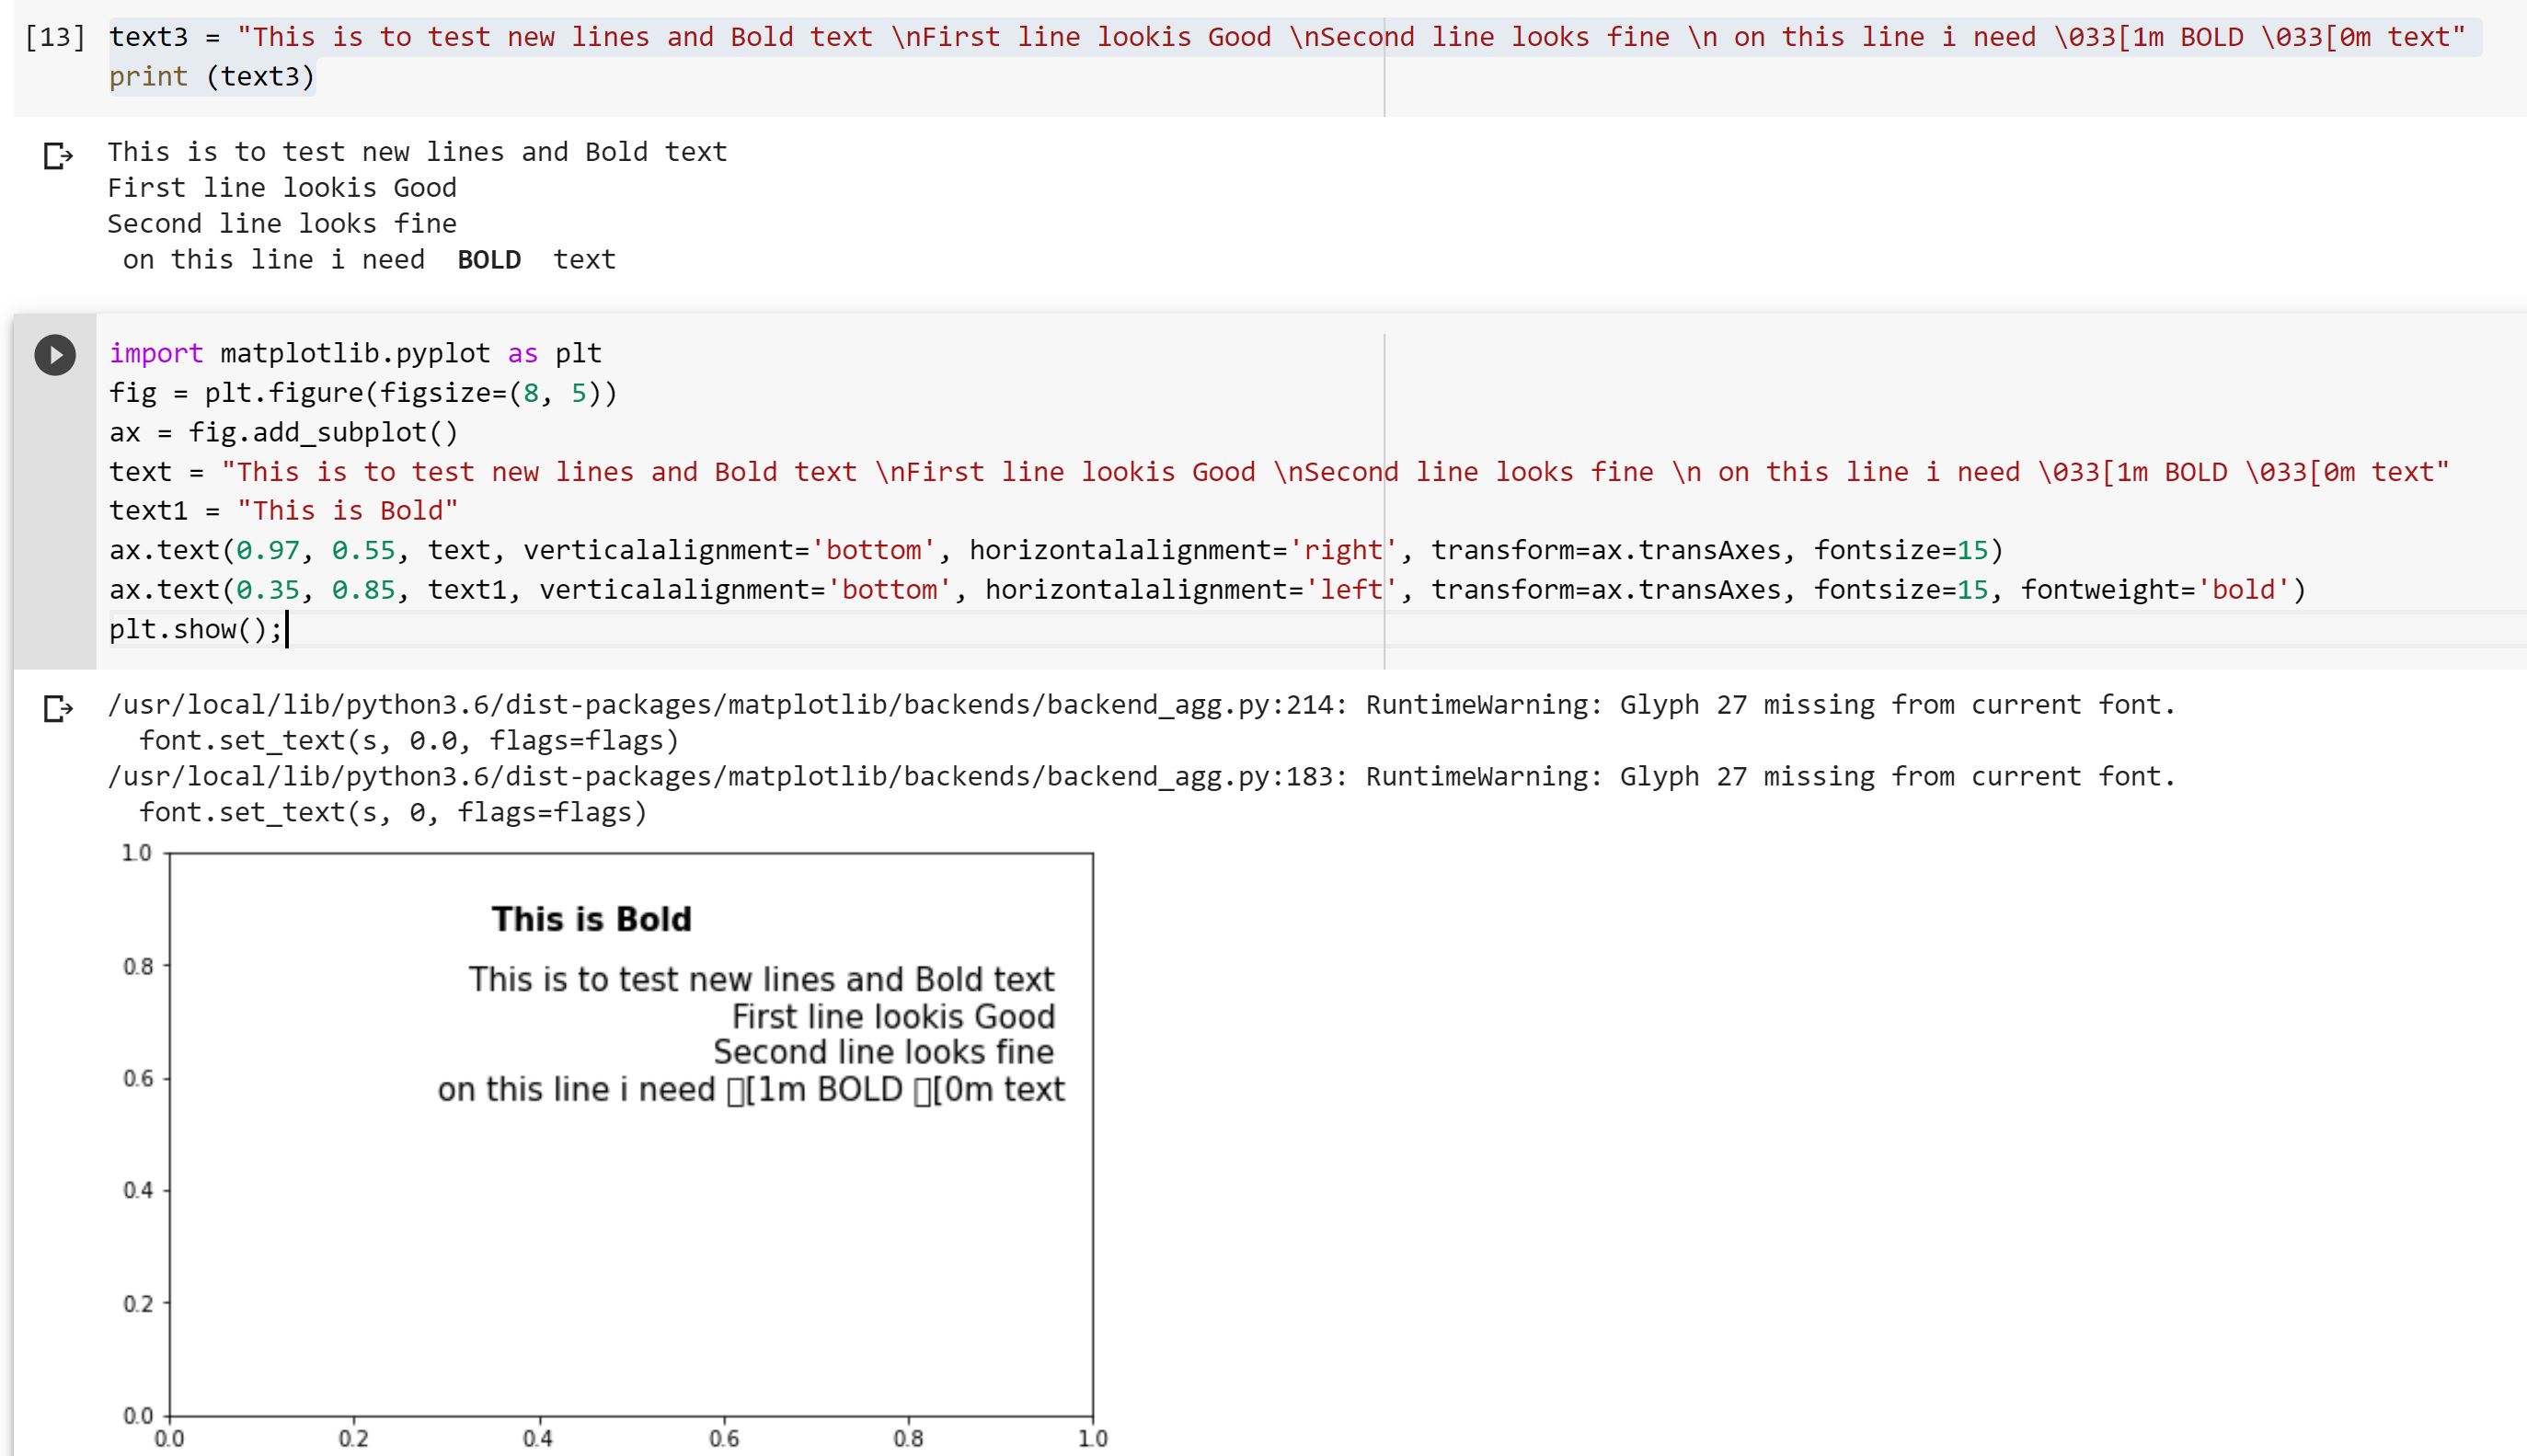 [13] text3 = "This is to test new lines and Bold text \nFirst line lookis Good \nSecond line looks fine \n on this line i need \033[1m BOLD \033[0m text"
print (text3)
This is to test new lines and Bold text
First line lookis Good
Second line looks fine
 on this line i need  BOLD  text
import matplotlib.pyplot as plt
fig = plt.figure(figsize=(8, 5))
ax = fig.add_subplot()
text = "This is to test new lines and Bold text \nFirst line lookis Good \nSecond line looks fine \n on this line i need \033[1m BOLD \033[0m text"
text1 = "This is Bold"
ax.text(0.97, 0.55, text, verticalalignment='bottom', horizontalalignment='right', transform=ax.transAxes, fontsize=15)
ax.text(0.35, 0.85, text1, verticalalignment='bottom', horizontalalignment='left', transform=ax.transAxes, fontsize=15, fontweight='bold')
plt.show();
/usr/local/lib/python3.6/dist-packages/matplotlib/backends/backend_agg.py:214: RuntimeWarning: Glyph 27 missing from current font.
  font.set_text(s, 0.0, flags=flags)
/usr/local/lib/python3.6/dist-packages/matplotlib/backends/backend_agg.py:183: RuntimeWarning: Glyph 27 missing from current font.
  font.set_text(s, 0, flags=flags)
1.0
This is Bold
0.8
This is to test new lines and Bold text
First line lookis Good
Second line looks fine
0.6
on this line i need ▯[1m BOLD ▯[0m text
0.4
0.2
0.0
0.0 0.2 0.4 0.6 0.8 1.0